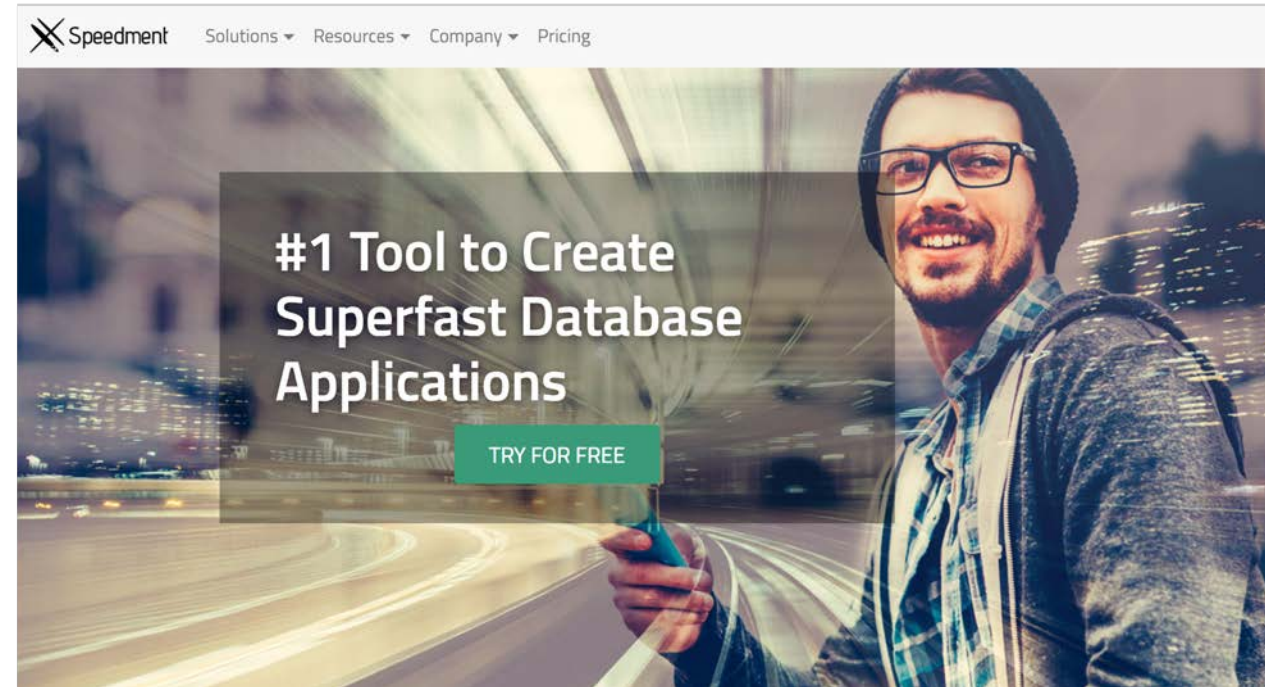 Speedment Solutions Resources Company Pricing
#1 Tool to Create
Superfast Database
Applications
TRY FOR FREE